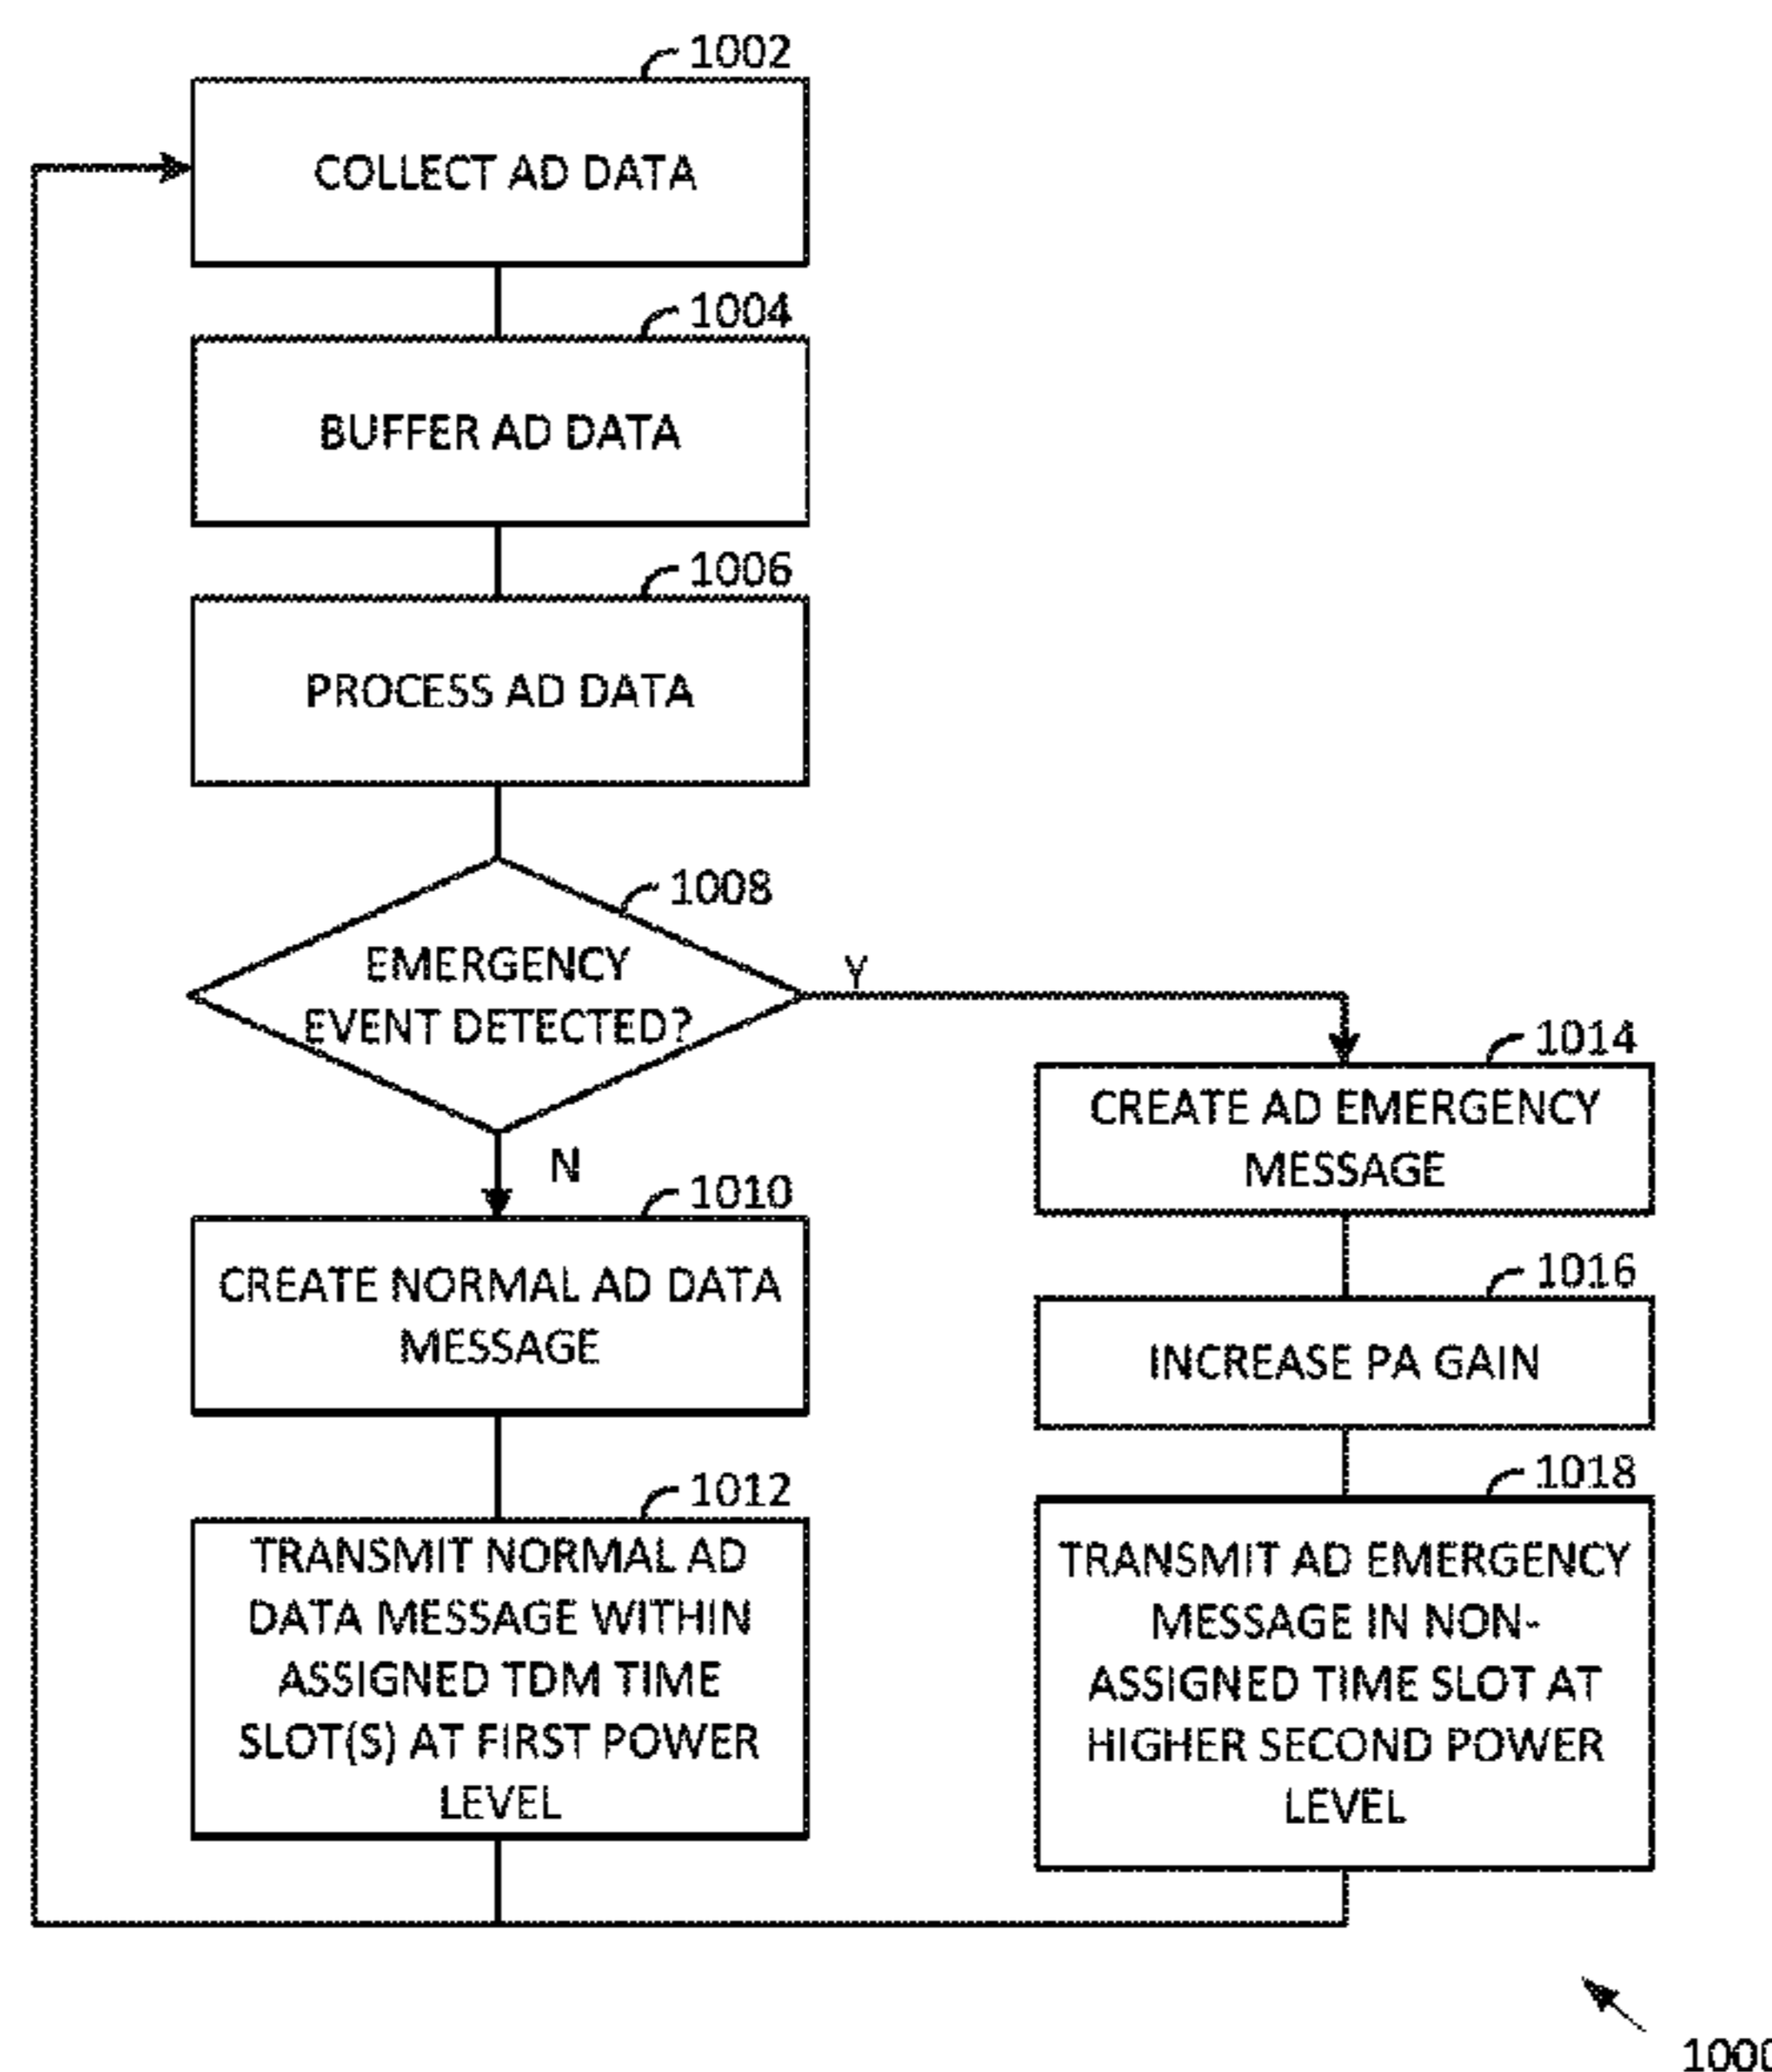 1002
COLLECT AD DATA
1004
BUFFER AD DATA
1006
PROCESS AD DATA
1008
EMERGENCY
EVENT DETECTED?
Y
N
1010
CREATE NORMAL AD DATA
MESSAGE
1012
TRANSMIT NORMAL AD
DATA MESSAGE WITHIN
ASSIGNED TDM TIME
SLOT(S) AT FIRST POWER
LEVEL
1014
CREATE AD EMERGENCY
MESSAGE
1016
INCREASE PA GAIN
1018
TRANSMIT AD EMERGENCY
MESSAGE IN NON-
ASSIGNED TIME SLOT AT
HIGHER SECOND POWER
LEVEL
1000